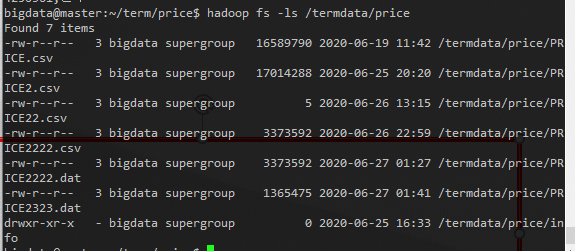 bigdata@master:~/term/price$ hadoop fs -ls /termdata/price
Found 7 items
-rw-r--r--   3 bigdata supergroup   16589790 2020-06-19 11:42 /termdata/price/PR
ICE.csv
-rw-r--r--   3 bigdata supergroup   17014288 2020-06-25 20:20 /termdata/price/PR
ICE2.csv
-rw-r--r--   3 bigdata supergroup          5 2020-06-26 13:15 /termdata/price/PR
ICE22.csv
-rw-r--r--   3 bigdata supergroup    3373592 2020-06-26 22:59 /termdata/price/PR
ICE2222.csv
-rw-r--r--   3 bigdata supergroup    3373592 2020-06-27 01:27 /termdata/price/PR
ICE2222.dat
-rw-r--r--   3 bigdata supergroup    1365475 2020-06-27 01:41 /termdata/price/PR
ICE2323.dat
drwxr-xr-x   - bigdata supergroup          0 2020-06-25 16:33 /termdata/price/in
fo